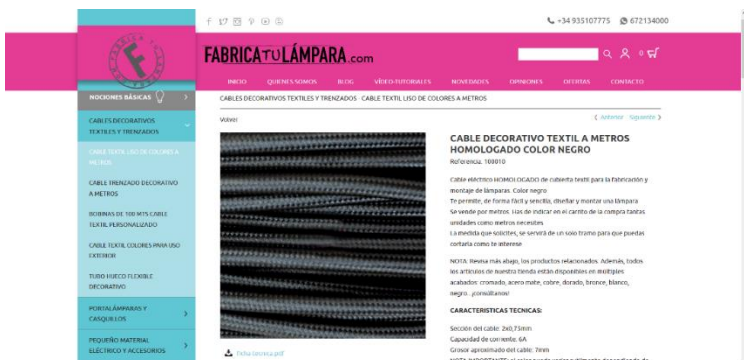 +34 935107775 672134000
FABRICA TU LÁMPARA
FABRICATULÁMPARA.com
0
INICIO QUIENES SOMOS BLOG VÍDEO-TUTORIALES NOVEDADES OPINIONES OFERTAS CONTACTO
NOCIONES BÁSICAS
CABLES DECORATIVOS TEXTILES Y TRENZADOS - CABLE TEXTIL LISO DE COLORES A METROS
CABLES DECORATIVOS
TEXTILES Y TRENZADOS
CABLE TEXTIL LISO DE COLORES A
METROS
CABLE TRENZADO DECORATIVO
A METROS
BOBINAS DE 100 MTS CABLE
TEXTIL PERSONALIZADO
CABLE TEXTIL COLORES PARA USO
EXTERIOR
TUBO HUECO FLEXIBLE
DECORATIVO
PORTALÁMPARAS Y
CASQUILLOS
PEQUEÑO MATERIAL
ELÉCTRICO Y ACCESORIOS
Volver
Anterior Siguiente
Ficha tecnica.pdf
CABLE DECORATIVO TEXTIL A METROS
HOMOLOGADO COLOR NEGRO
Referencia: 100010
Cable eléctrico HOMOLOGADO de cubierta textil para la fabricación y
montaje de lámparas. Color negro
Te permite, de forma fácil y sencilla, diseñar y montar una lámpara
Se vende por metros. Has de indicar en el carrito de la compra tantas
unidades como metros necesites
La medida que solicites, se servirá de un solo tramo para que puedas
cortarla como te interese
NOTA: Revisa más abajo, los productos relacionados. Además, todos
los artículos de nuestra tienda están disponibles en múltiples
acabados: cromado, acero mate, cobre, dorado, bronce, blanco,
negro. ¡consúltanos!
CARACTERISTICAS TECNICAS:
Sección del cable: 2x0,75mm
Capacidad de corriente: 6A
Grosor aproximado del cable: 7mm